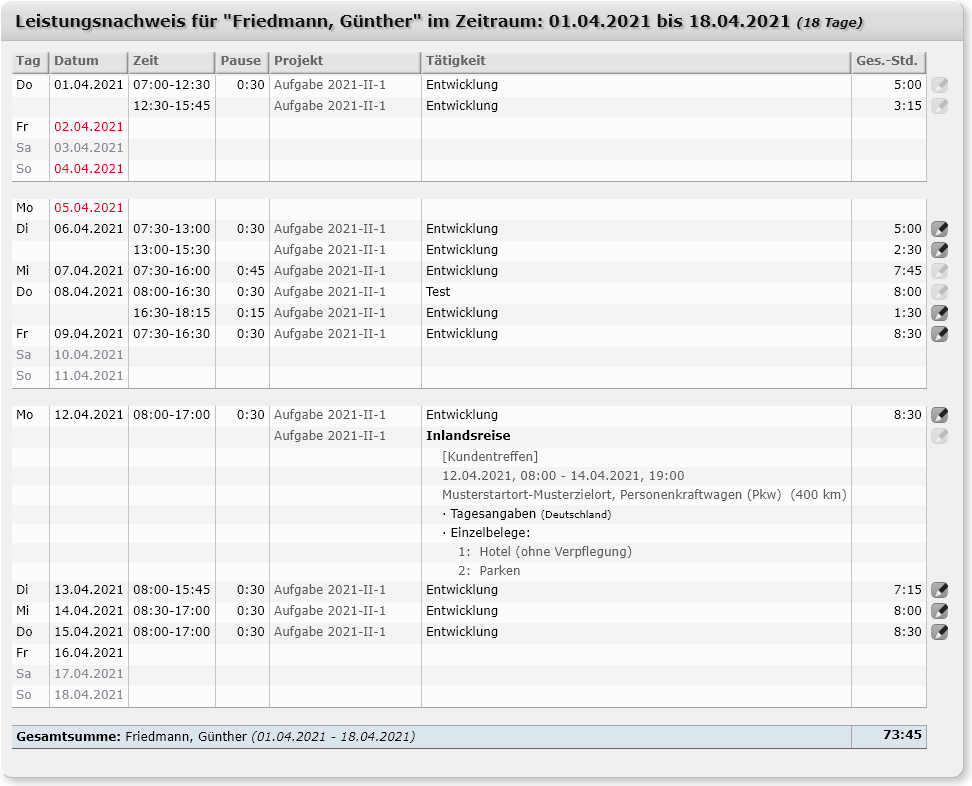 Leistungsnachweis für "Friedmann, Günther" im Zeitraum: 01.04.2021 bis 18.04.2021 (18 Tage)
Tag Datum Zeit Pause Projekt Tätigkeit Ges.-Std.
Do 01.04.2021 07:00-12:30 0:30 Aufgabe 2021-II-1 Entwicklung 5:00
12:30-15:45 Aufgabe 2021-II-1 Entwicklung 3:15
Fr 02.04.2021
Sa 03.04.2021
So 04.04.2021
Mo 05.04.2021
Di 06.04.2021 07:30-13:00 0:30 Aufgabe 2021-II-1 Entwicklung 5:00
13:00-15:30 Aufgabe 2021-II-1 Entwicklung 2:30
Mi 07.04.2021 07:30-16:00 0:45 Aufgabe 2021-II-1 Entwicklung 7:45
Do 08.04.2021 08:00-16:30 0:30 Aufgabe 2021-II-1 Test 8:00
16:30-18:15 0:15 Aufgabe 2021-II-1 Entwicklung 1:30
Fr 09.04.2021 07:30-16:30 0:30 Aufgabe 2021-II-1 Entwicklung 8:30
Sa 10.04.2021
So 11.04.2021
Mo 12.04.2021 08:00-17:00 0:30 Aufgabe 2021-II-1 Entwicklung 8:30
Aufgabe 2021-II-1 Inlandsreise
[Kundentreffen]
12.04.2021, 08:00 - 14.04.2021, 19:00
Musterstartort-Musterzielort, Personenkraftwagen (Pkw) (400 km)
· Tagesangaben (Deutschland)
· Einzelbelege:
1: Hotel (ohne Verpflegung)
2: Parken
Di 13.04.2021 08:00-15:45 0:30 Aufgabe 2021-II-1 Entwicklung 7:15
Mi 14.04.2021 08:30-17:00 0:30 Aufgabe 2021-II-1 Entwicklung 8:00
Do 15.04.2021 08:00-17:00 0:30 Aufgabe 2021-II-1 Entwicklung 8:30
Fr 16.04.2021
Sa 17.04.2021
So 18.04.2021
Gesamtsumme: Friedmann, Günther (01.04.2021 - 18.04.2021) 73:45